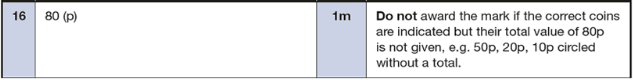 16 80 (p) 1m Do not award the mark if the correct coins
are indicated but their total value of 80p
is not given, e.g. 50p, 20p, 10p circled
without a total.